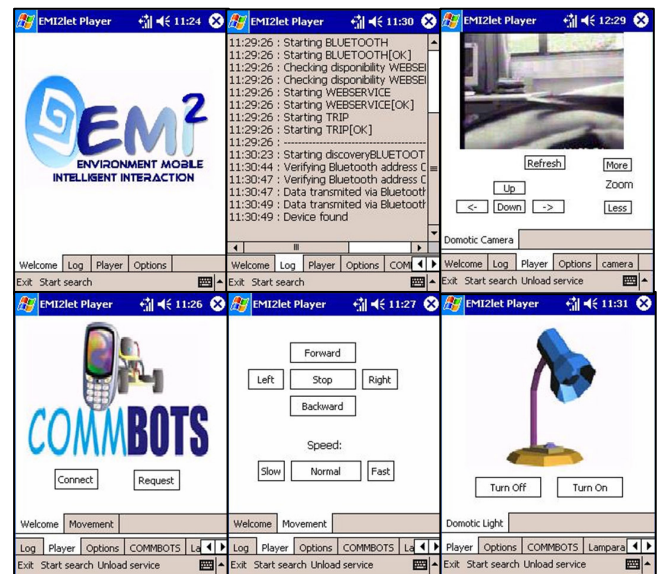 EMI2let Player 11:24
EMI2
ENVIRONMENT MOBILE
INTELLIGENT INTERACTION
Welcome Log Player Options
Exit Start search
EMI2let Player 11:30
11:29:26 : Starting BLUETOOTH
11:29:26 : Starting BLUETOOTH[OK]
11:29:26 : Checking disponibility WEBSEI
11:29:26 : Checking disponibility WEBSEI
11:29:26 : Starting WEBSERVICE
11:29:26 : Starting WEBSERVICE[OK]
11:29:26 : Starting TRIP
11:29:26 : Starting TRIP[OK]
11:29:26 : --------------------------------
11:30:23 : Starting discoveryBLUETOOT
11:30:44 : Verifying Bluetooth address C
11:30:47 : Verifying Bluetooth address C
11:30:47 : Data transmited via Bluetooth
11:30:49 : Data transmited via Bluetooth
11:30:49 : Device found
Welcome Log Player Options COMM
Exit Start search
EMI2let Player 12:29
Refresh More
Up Zoom
<- Down -> Less
Domotic Camera
Welcome Log Player Options camera
Exit Start search Unload service
EMI2let Player 11:26
COMMBOTS
Connect Request
Welcome Movement
Log Player Options COMMBOTS La
Exit Start search Unload service
EMI2let Player 11:27
Forward
Left Stop Right
Backward
Speed:
Slow Normal Fast
Welcome Movement
Log Player Options COMMBOTS La
Exit Start search Unload service
EMI2let Player 11:31
Turn Off Turn On
Domotic Light
Player Options COMMBOTS Lampara
Exit Start search Unload service